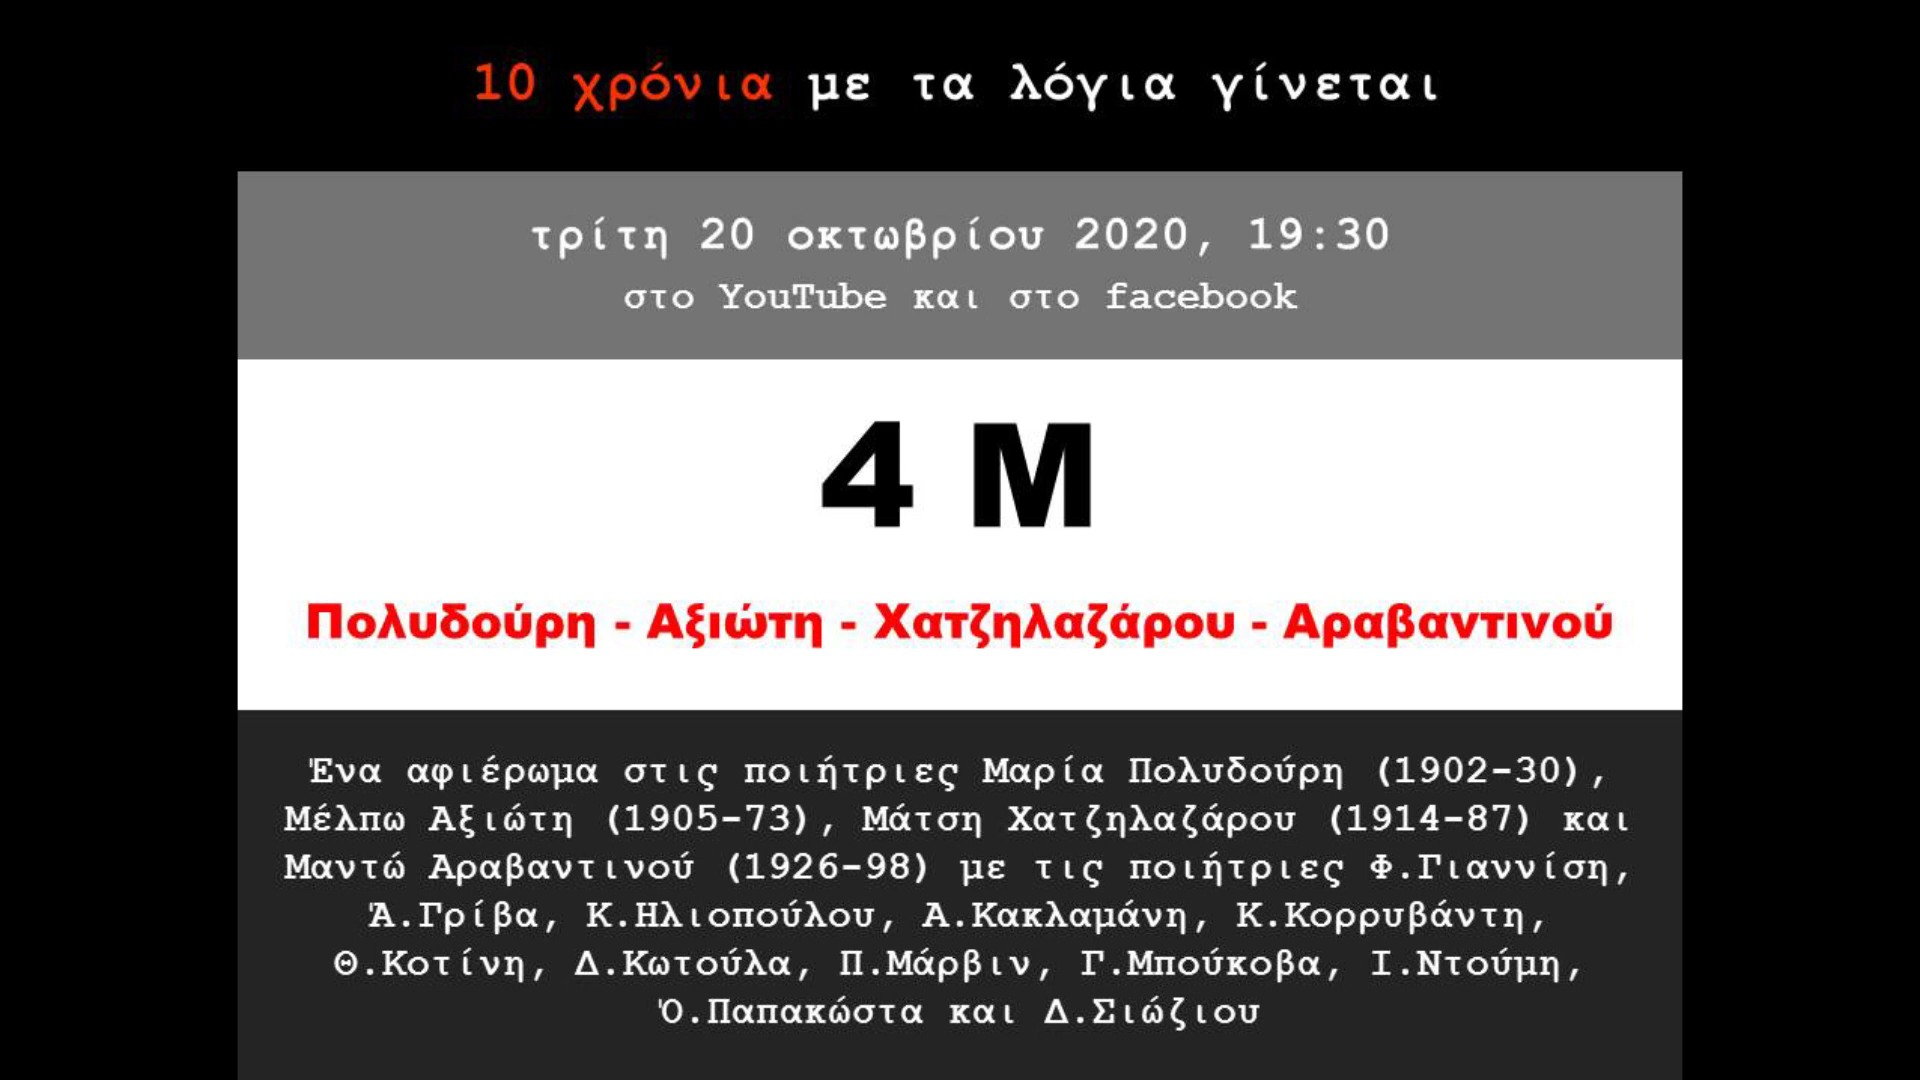 10 χρόνια με τα λόγια γίνεται
τρίτη 20 οκτωβρίου 2020, 19:30
στο YouTube και στο facebook
4 Μ
Πολυδούρη - Αξιώτη - Χατζηλαζάρου - Αραβαντινού
Ένα αφιέρωμα στις ποιήτριες Μαρία Πολυδούρη (1902-30),
Μέλπω Αξιώτη (1905-73), Μάτση Χατζηλαζάρου (1914-87) και
Μαντώ Αραβαντινού (1926-98) με τις ποιήτριες Φ.Γιαννίση,
Ά.Γρίβα, Κ.Ηλιοπούλου, Α.Κακλαμάνη, Κ.Κορρυβάντη,
Θ.Κοτίνη, Δ.Κωτούλα, Π.Μάρβιν, Γ.Μπούκοβα, Ι.Ντούμη,
Ό.Παπακώστα και Δ.Σιώζιου